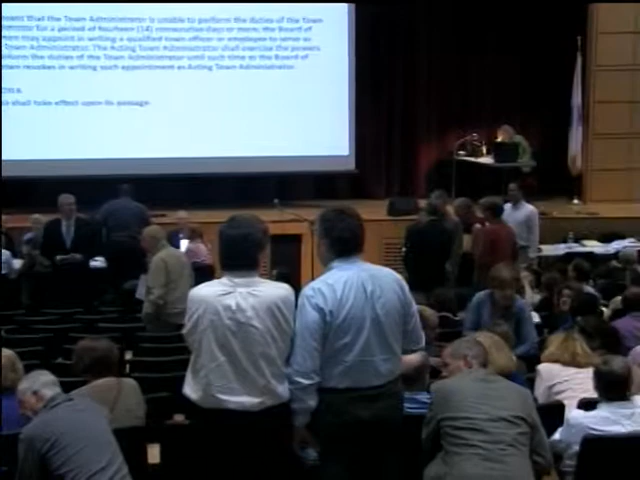 event that the Town Administrator is unable to perform the duties of the Town
for a period of fourteen (14) consecutive days or more, the Board of
men may appoint in writing a qualified town officer or employee to serve as
Town Administrator. The Acting Town Administrator shall exercise the powers
perform the duties of the Town Administrator until such time as the Board of
men revokes in writing such appointment as Acting Town Administrator.
shall take effect upon its passage